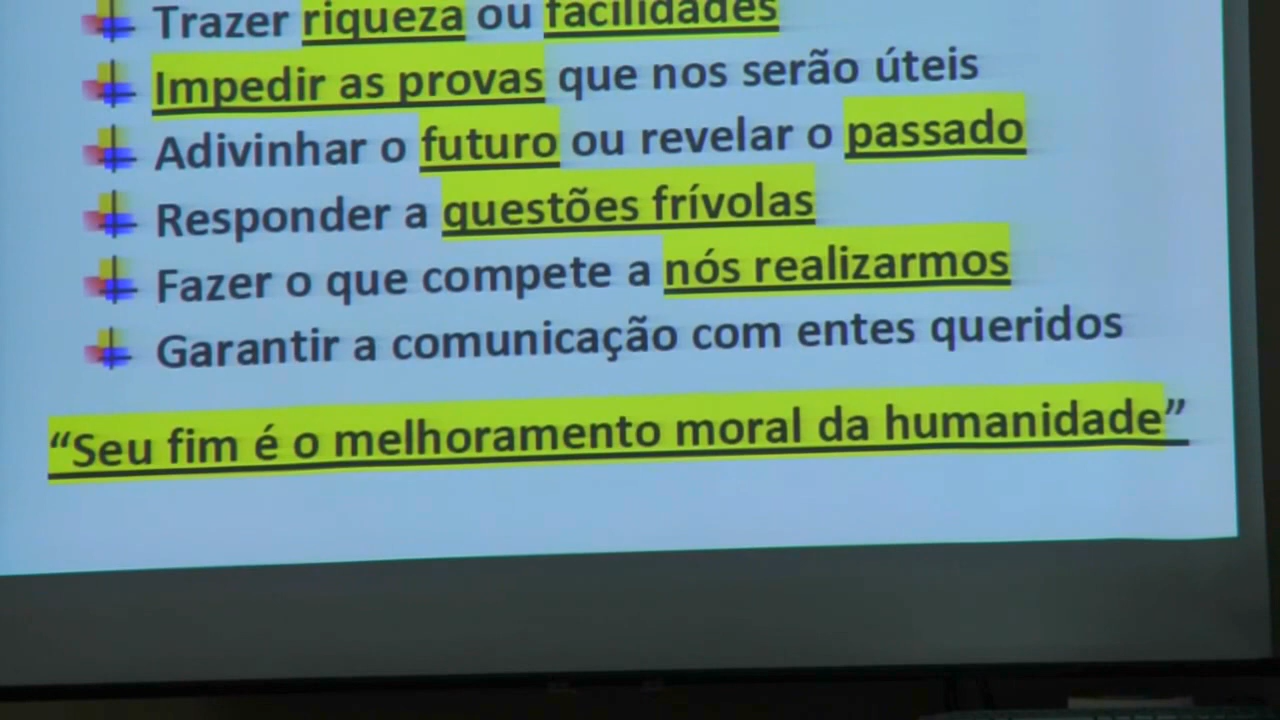 Trazer riqueza ou facilidades
Impedir as provas que nos serão úteis
Adivinhar o futuro ou revelar o passado
Responder a questões frívolas
Fazer o que compete a nós realizarmos
Garantir a comunicação com entes queridos
“Seu fim é o melhoramento moral da humanidade”